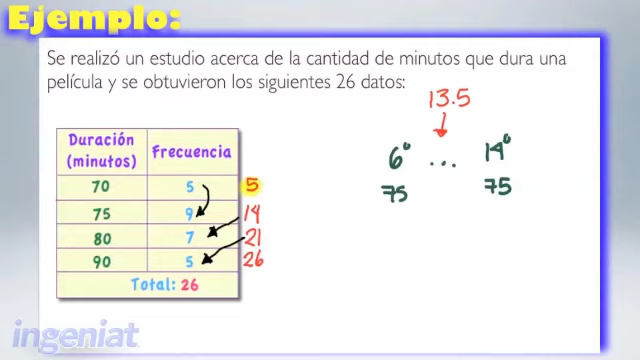 Ejemplo:
Se realizó un estudio acerca de la cantidad de minutos que dura una
película y se obtuvieron los siguientes 26 datos:
13.5
Duración (minutos) Frecuencia
6° ... 14°
75 75
70 5 5
75 9 14
80 7 21
90 5 26
Total: 26
ingeniat